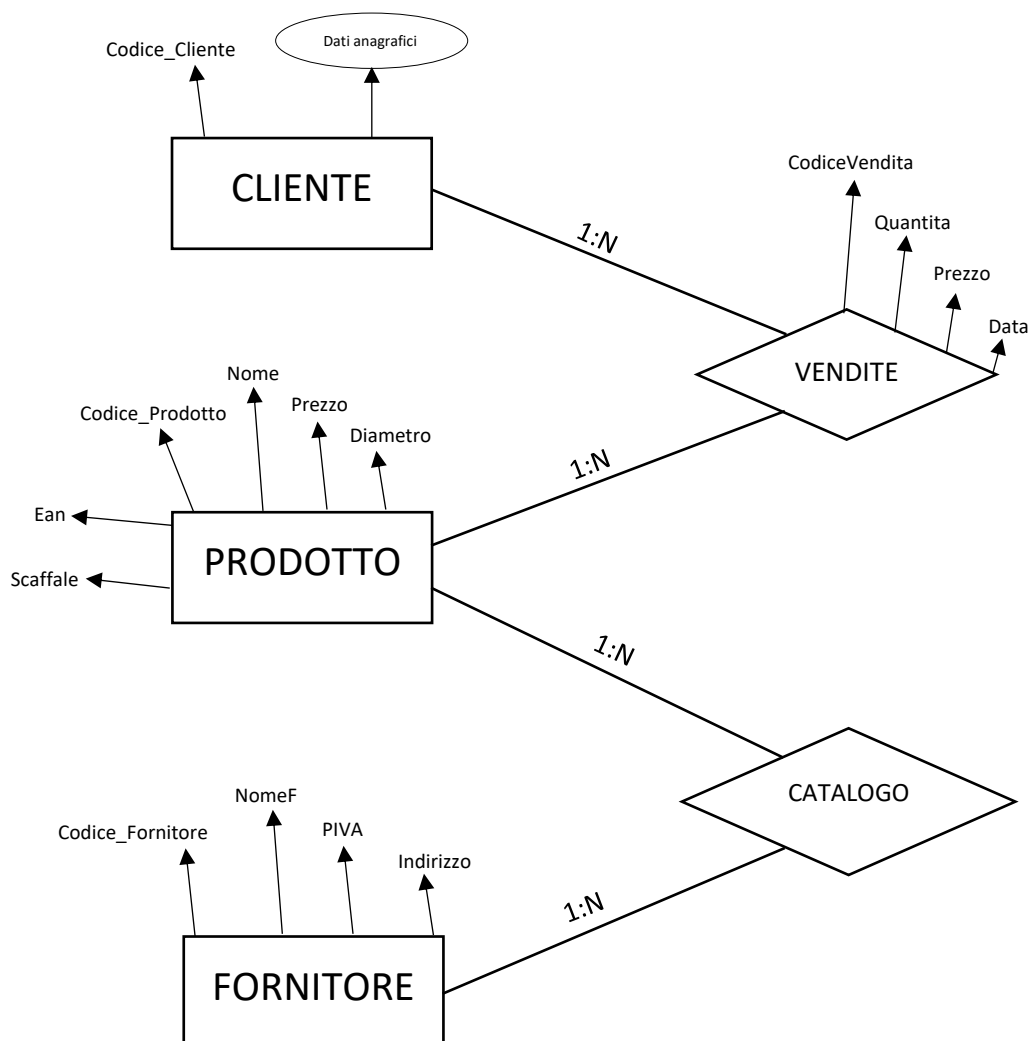 Dati anagrafici
Codice_Cliente
CLIENTE
CodiceVendita
1:N
Quantita
Prezzo
Data
VENDITE
Nome
Prezzo
Codice_Prodotto
Diametro
1:N
Ean
PRODOTTO
Scaffale
1:N
CATALOGO
NomeF
PIVA
Codice_Fornitore
Indirizzo
1:N
FORNITORE